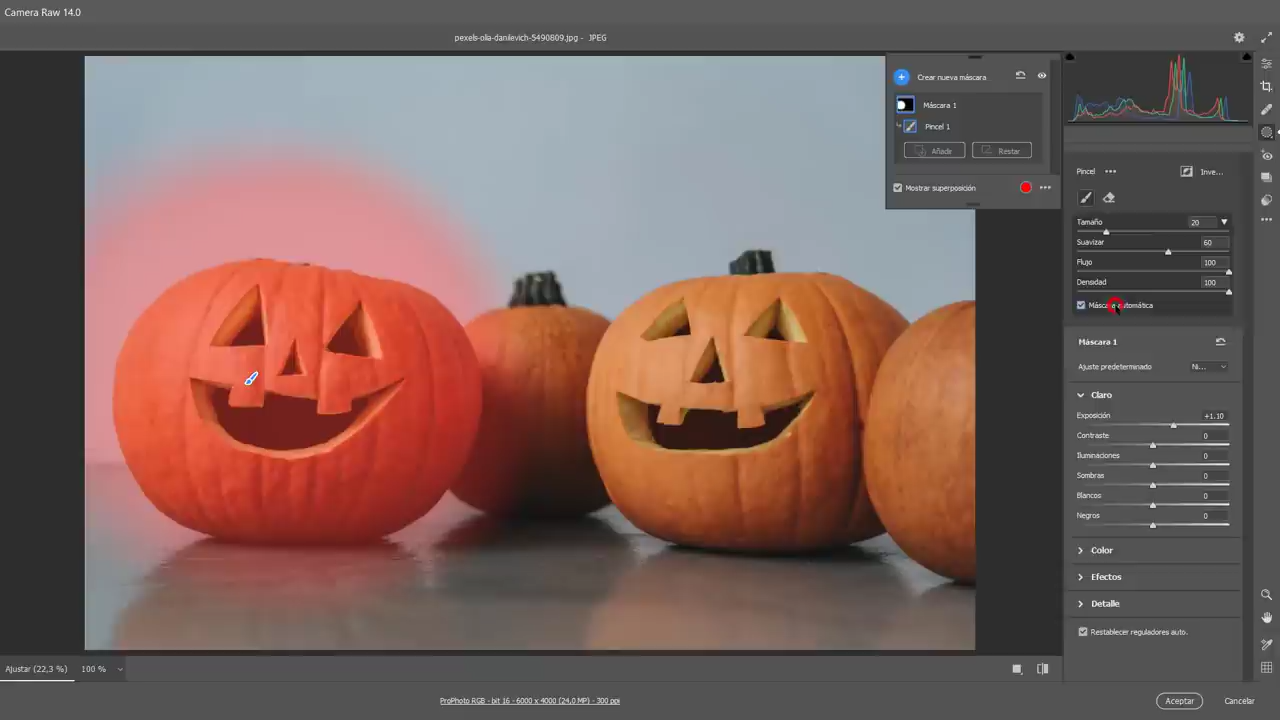 Camera Raw 14.0
pexels-olia-danilevich-5490809.jpg - JPEG
Crear nueva máscara
Máscara 1
Pincel 1
Añadir
Restar
Mostrar superposición
Pincel
Inve...
Tamaño 20
Suavizar 60
Flujo 100
Densidad 100
Máscara automática
Máscara 1
Ajuste predeterminado Ni...
Claro
Exposición +1.10
Contraste 0
Iluminaciones 0
Sombras 0
Blancos 0
Negros 0
Color
Efectos
Detalle
Restablecer reguladores auto.
Ajustar (22,3 %) 100 %
ProPhoto RGB - bit 16 - 6000 x 4000 (24,0 MP) - 300 ppi
Aceptar
Cancelar